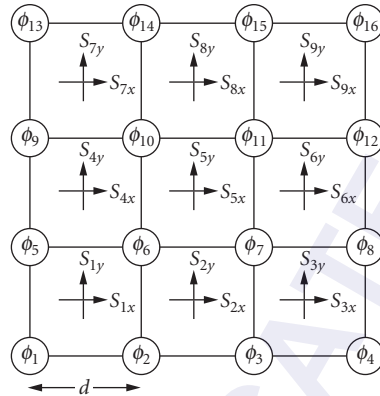 ϕ13 ϕ14 ϕ15 ϕ16
S7y S8y S9y
S7x S8x S9x
ϕ9 ϕ10 ϕ11 ϕ12
S4y S5y S6y
S4x S5x S6x
ϕ5 ϕ6 ϕ7 ϕ8
S1y S2y S3y
S1x S2x S3x
ϕ1 ϕ2 ϕ3 ϕ4
d